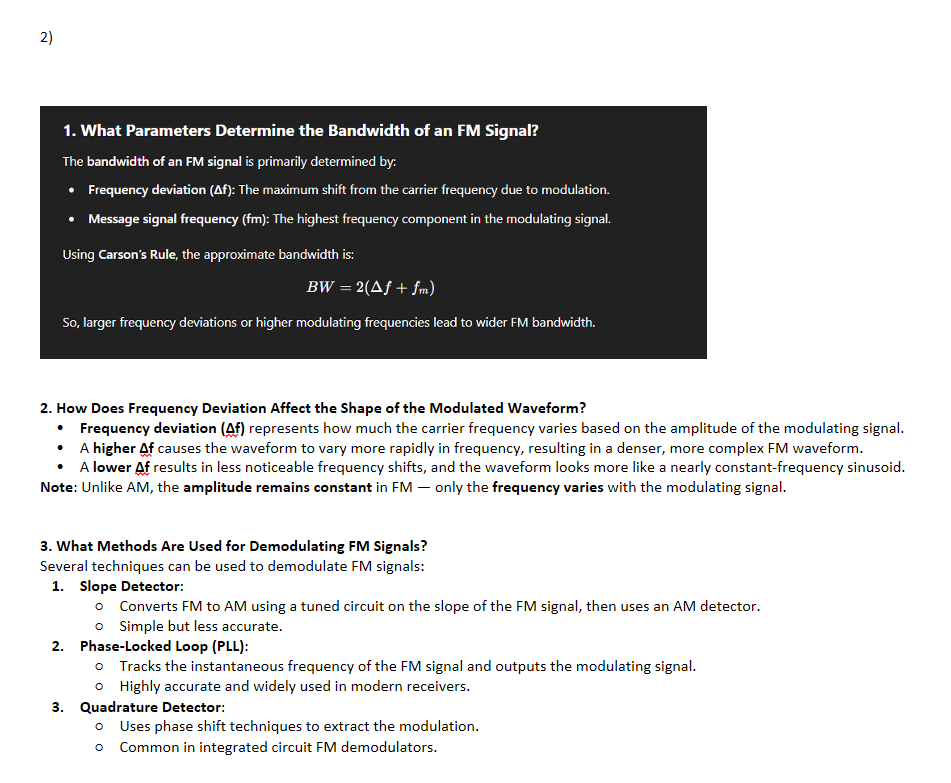 2)
1. What Parameters Determine the Bandwidth of an FM Signal?
The bandwidth of an FM signal is primarily determined by:
• Frequency deviation (Δf): The maximum shift from the carrier frequency due to modulation.
• Message signal frequency (fm): The highest frequency component in the modulating signal.
Using Carson's Rule, the approximate bandwidth is:
BW = 2(Δf + fₘ)
So, larger frequency deviations or higher modulating frequencies lead to wider FM bandwidth.
2. How Does Frequency Deviation Affect the Shape of the Modulated Waveform?
• Frequency deviation (Δf) represents how much the carrier frequency varies based on the amplitude of the modulating signal.
• A higher Δf causes the waveform to vary more rapidly in frequency, resulting in a denser, more complex FM waveform.
• A lower Δf results in less noticeable frequency shifts, and the waveform looks more like a nearly constant-frequency sinusoid.
Note: Unlike AM, the amplitude remains constant in FM — only the frequency varies with the modulating signal.
3. What Methods Are Used for Demodulating FM Signals?
Several techniques can be used to demodulate FM signals:
1. Slope Detector:
o Converts FM to AM using a tuned circuit on the slope of the FM signal, then uses an AM detector.
o Simple but less accurate.
2. Phase-Locked Loop (PLL):
o Tracks the instantaneous frequency of the FM signal and outputs the modulating signal.
o Highly accurate and widely used in modern receivers.
3. Quadrature Detector:
o Uses phase shift techniques to extract the modulation.
o Common in integrated circuit FM demodulators.